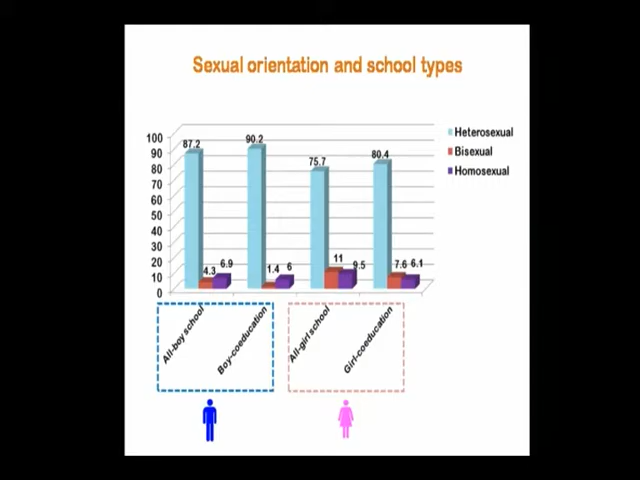 Sexual orientation and school types
100
90
80
70
60
50
40
30
20
10
0
87.2
4.3
6.9
90.2
1.4
6
75.7
11
9.5
80.4
7.6
6.1
Heterosexual
Bisexual
Homosexual
All-boy school
Boy-coeducation
All-girl school
Girl-coeducation